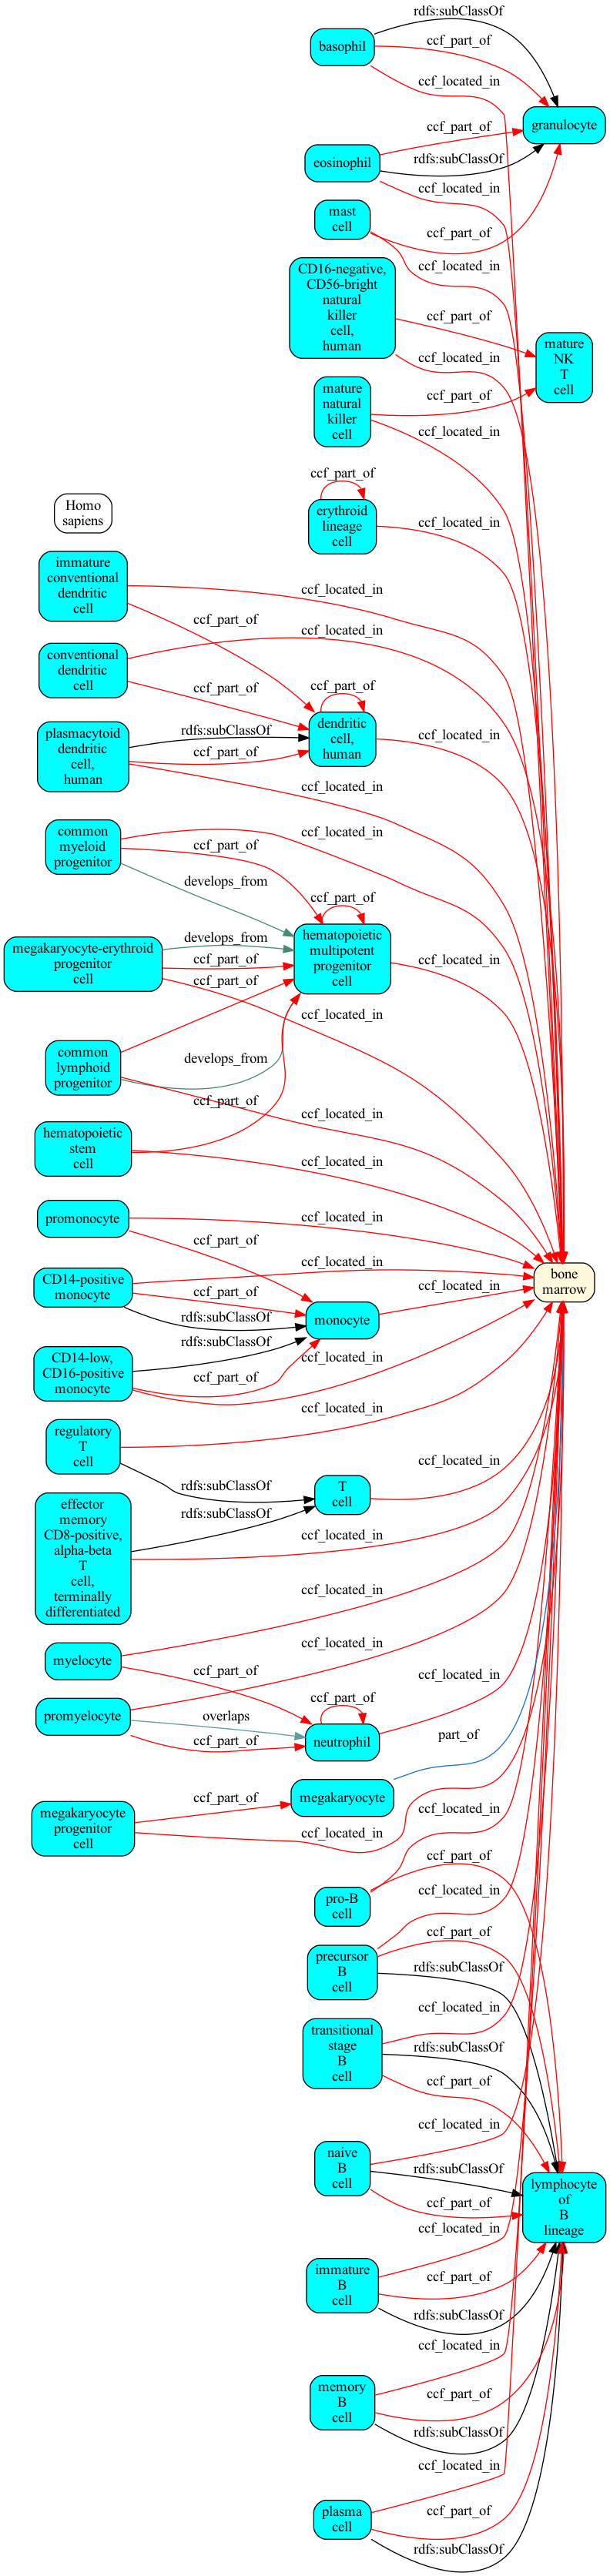 rdfs:subClassOf
basophil
ccf_part_of
ccf_located_in
granulocyte
ccf_part_of
eosinophil
rdfs:subClassOf
ccf_located_in
mast
cell
ccf_part_of
ccf_located_in
CD16-negative,
CD56-bright
natural
killer
cell,
human
ccf_part_of
mature
NK
T
cell
ccf_located_in
mature
natural
killer
cell
ccf_part_of
ccf_located_in
ccf_part_of
Homo
sapiens
erythroid
lineage
cell
ccf_located_in
immature
conventional
dendritic
cell
ccf_located_in
ccf_part_of
conventional
dendritic
cell
ccf_located_in
ccf_part_of
ccf_part_of
plasmacytoid
dendritic
cell,
human
rdfs:subClassOf
ccf_part_of
dendritic
cell,
human
ccf_located_in
ccf_located_in
common
myeloid
progenitor
ccf_located_in
ccf_part_of
develops_from
ccf_part_of
megakaryocyte-erythroid
progenitor
cell
develops_from
ccf_part_of
ccf_part_of
hematopoietic
multipotent
progenitor
cell
ccf_located_in
ccf_located_in
common
lymphoid
progenitor
develops_from
ccf_part_of
ccf_located_in
hematopoietic
stem
cell
ccf_located_in
promonocyte
ccf_located_in
ccf_part_of
CD14-positive
monocyte
ccf_located_in
ccf_part_of
rdfs:subClassOf
monocyte
ccf_located_in
bone
marrow
CD14-low,
CD16-positive
monocyte
rdfs:subClassOf
ccf_part_of
ccf_located_in
regulatory
T
cell
ccf_located_in
rdfs:subClassOf
T
cell
ccf_located_in
effector
memory
CD8-positive,
alpha-beta
T
cell,
terminally
differentiated
rdfs:subClassOf
ccf_located_in
myelocyte
ccf_located_in
ccf_part_of
promyelocyte
ccf_located_in
overlaps
ccf_part_of
ccf_part_of
neutrophil
ccf_located_in
megakaryocyte
progenitor
cell
ccf_part_of
ccf_located_in
megakaryocyte
part_of
pro-B
cell
ccf_located_in
ccf_part_of
precursor
B
cell
ccf_located_in
ccf_part_of
rdfs:subClassOf
transitional
stage
B
cell
ccf_located_in
rdfs:subClassOf
ccf_part_of
naive
B
cell
ccf_located_in
rdfs:subClassOf
ccf_part_of
lymphocyte
of
B
lineage
immature
B
cell
ccf_located_in
ccf_part_of
rdfs:subClassOf
memory
B
cell
ccf_located_in
ccf_part_of
rdfs:subClassOf
plasma
cell
ccf_located_in
ccf_part_of
rdfs:subClassOf